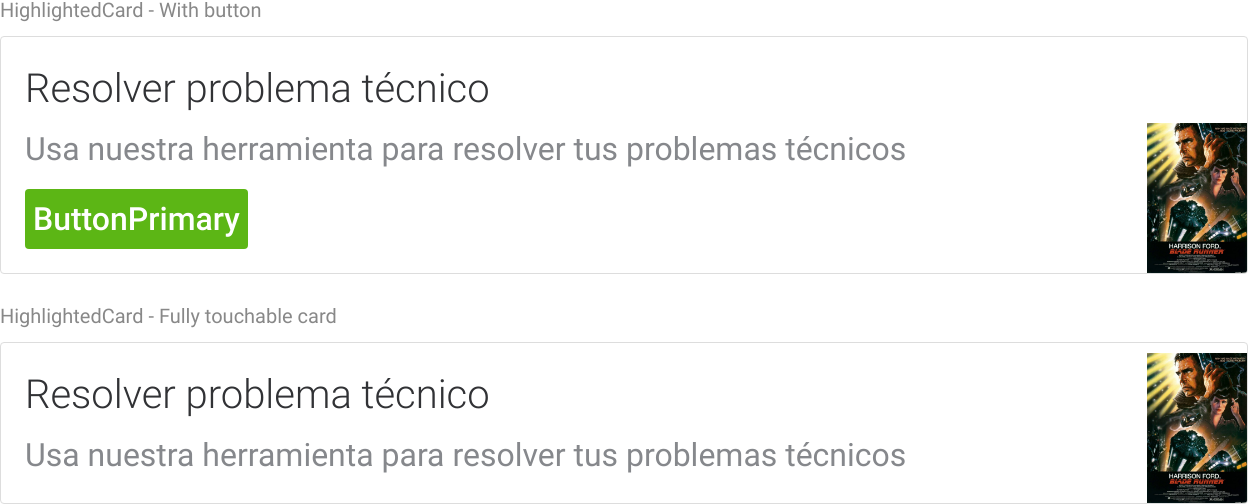 HighlightedCard - With button
Resolver problema técnico
Usa nuestra herramienta para resolver tus problemas técnicos
ButtonPrimary
HARRISON FORD.
BLADE RUNNER
HighlightedCard - Fully touchable card
Resolver problema técnico
Usa nuestra herramienta para resolver tus problemas técnicos
HARRISON FORD.
BLADE RUNNER